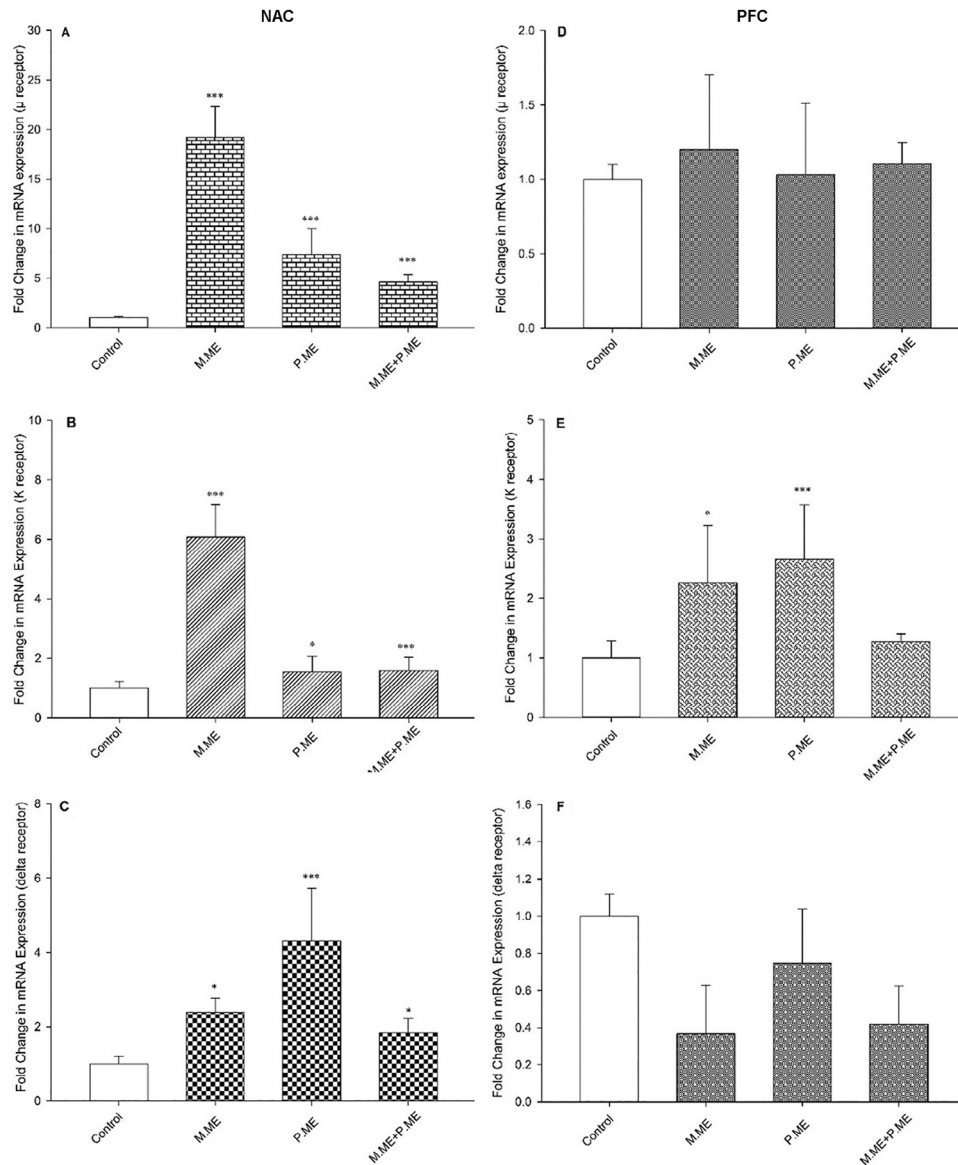 NAC
PFC
A
Fold Change in mRNA expression (μ receptor)
30
25
20
15
10
5
0
***
***
***
Control
M.ME
P.ME
M.ME+P.ME
D
Fold Change in mRNA expression (μ receptor)
2.0
1.5
1.0
0.5
0.0
Control
M.ME
P.ME
M.ME+P.ME
B
Fold Change in mRNA Expression (K receptor)
10
8
6
4
2
0
***
*
***
Control
M.ME
P.ME
M.ME+P.ME
E
Fold Change in mRNA Expression (K receptor)
5
4
3
2
1
0
*
***
Control
M.ME
P.ME
M.ME+P.ME
C
Fold Change in mRNA Expression (delta receptor)
8
6
4
2
0
*
***
*
Control
M.ME
P.ME
M.ME+P.ME
F
Fold Change in mRNA Expression (delta receptor)
1.6
1.4
1.2
1.0
0.8
0.6
0.4
0.2
0.0
Control
M.ME
P.ME
M.ME+P.ME